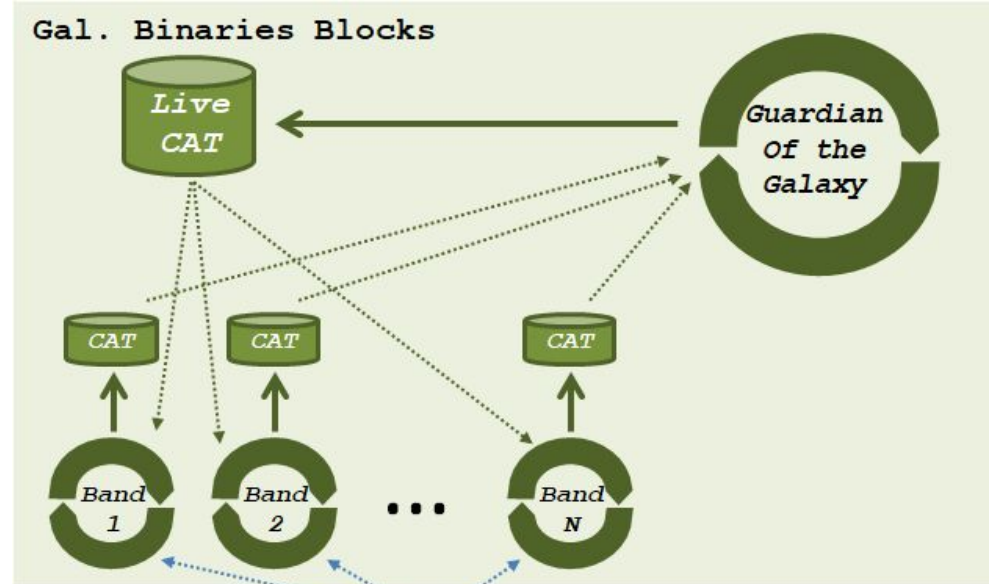 Gal. Binaries Blocks
Live
CAT
Guardian
Of the
Galaxy
CAT
CAT
CAT
Band
1
Band
2
...
Band
N